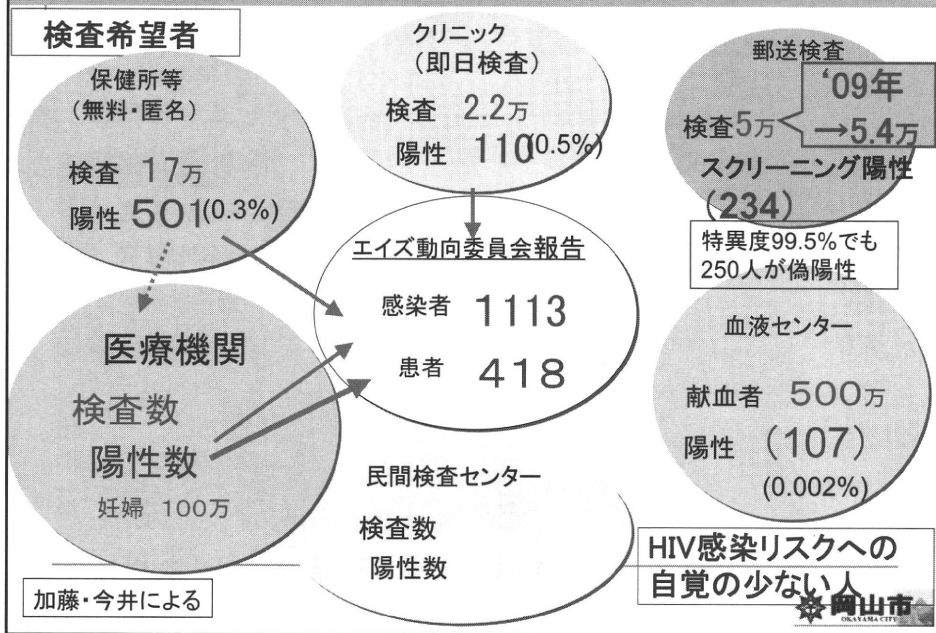 検査希望者
保健所等
(無料・匿名)
検査 17万
陽性 501(0.3%)
クリニック
(即日検査)
検査 2.2万
陽性 110(0.5%)
郵送検査
検査5万
'09年
→5.4万
スクリーニング陽性
(234)
特異度99.5%でも
250人が偽陽性
エイズ動向委員会報告
感染者 1113
患者 418
医療機関
検査数
陽性数
妊婦 100万
血液センター
献血者 500万
陽性 (107)
(0.002%)
民間検査センター
検査数
陽性数
HIV感染リスクへの
自覚の少ない人
加藤・今井による
岡山市
OKAYAMA CITY